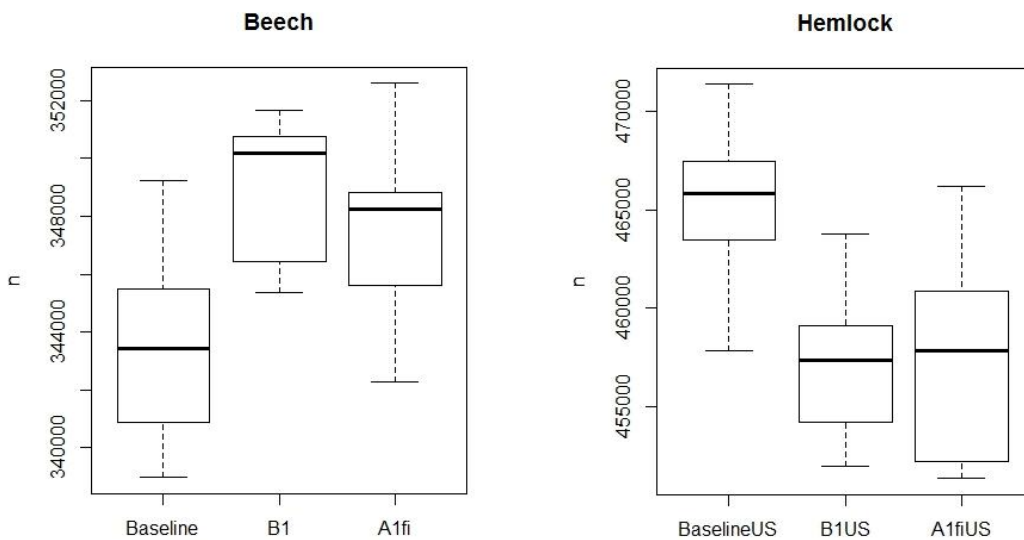 Beech
n
352000
348000
344000
340000
Baseline B1 A1fi
Hemlock
n
470000
465000
460000
455000
BaselineUS B1US A1fiUS